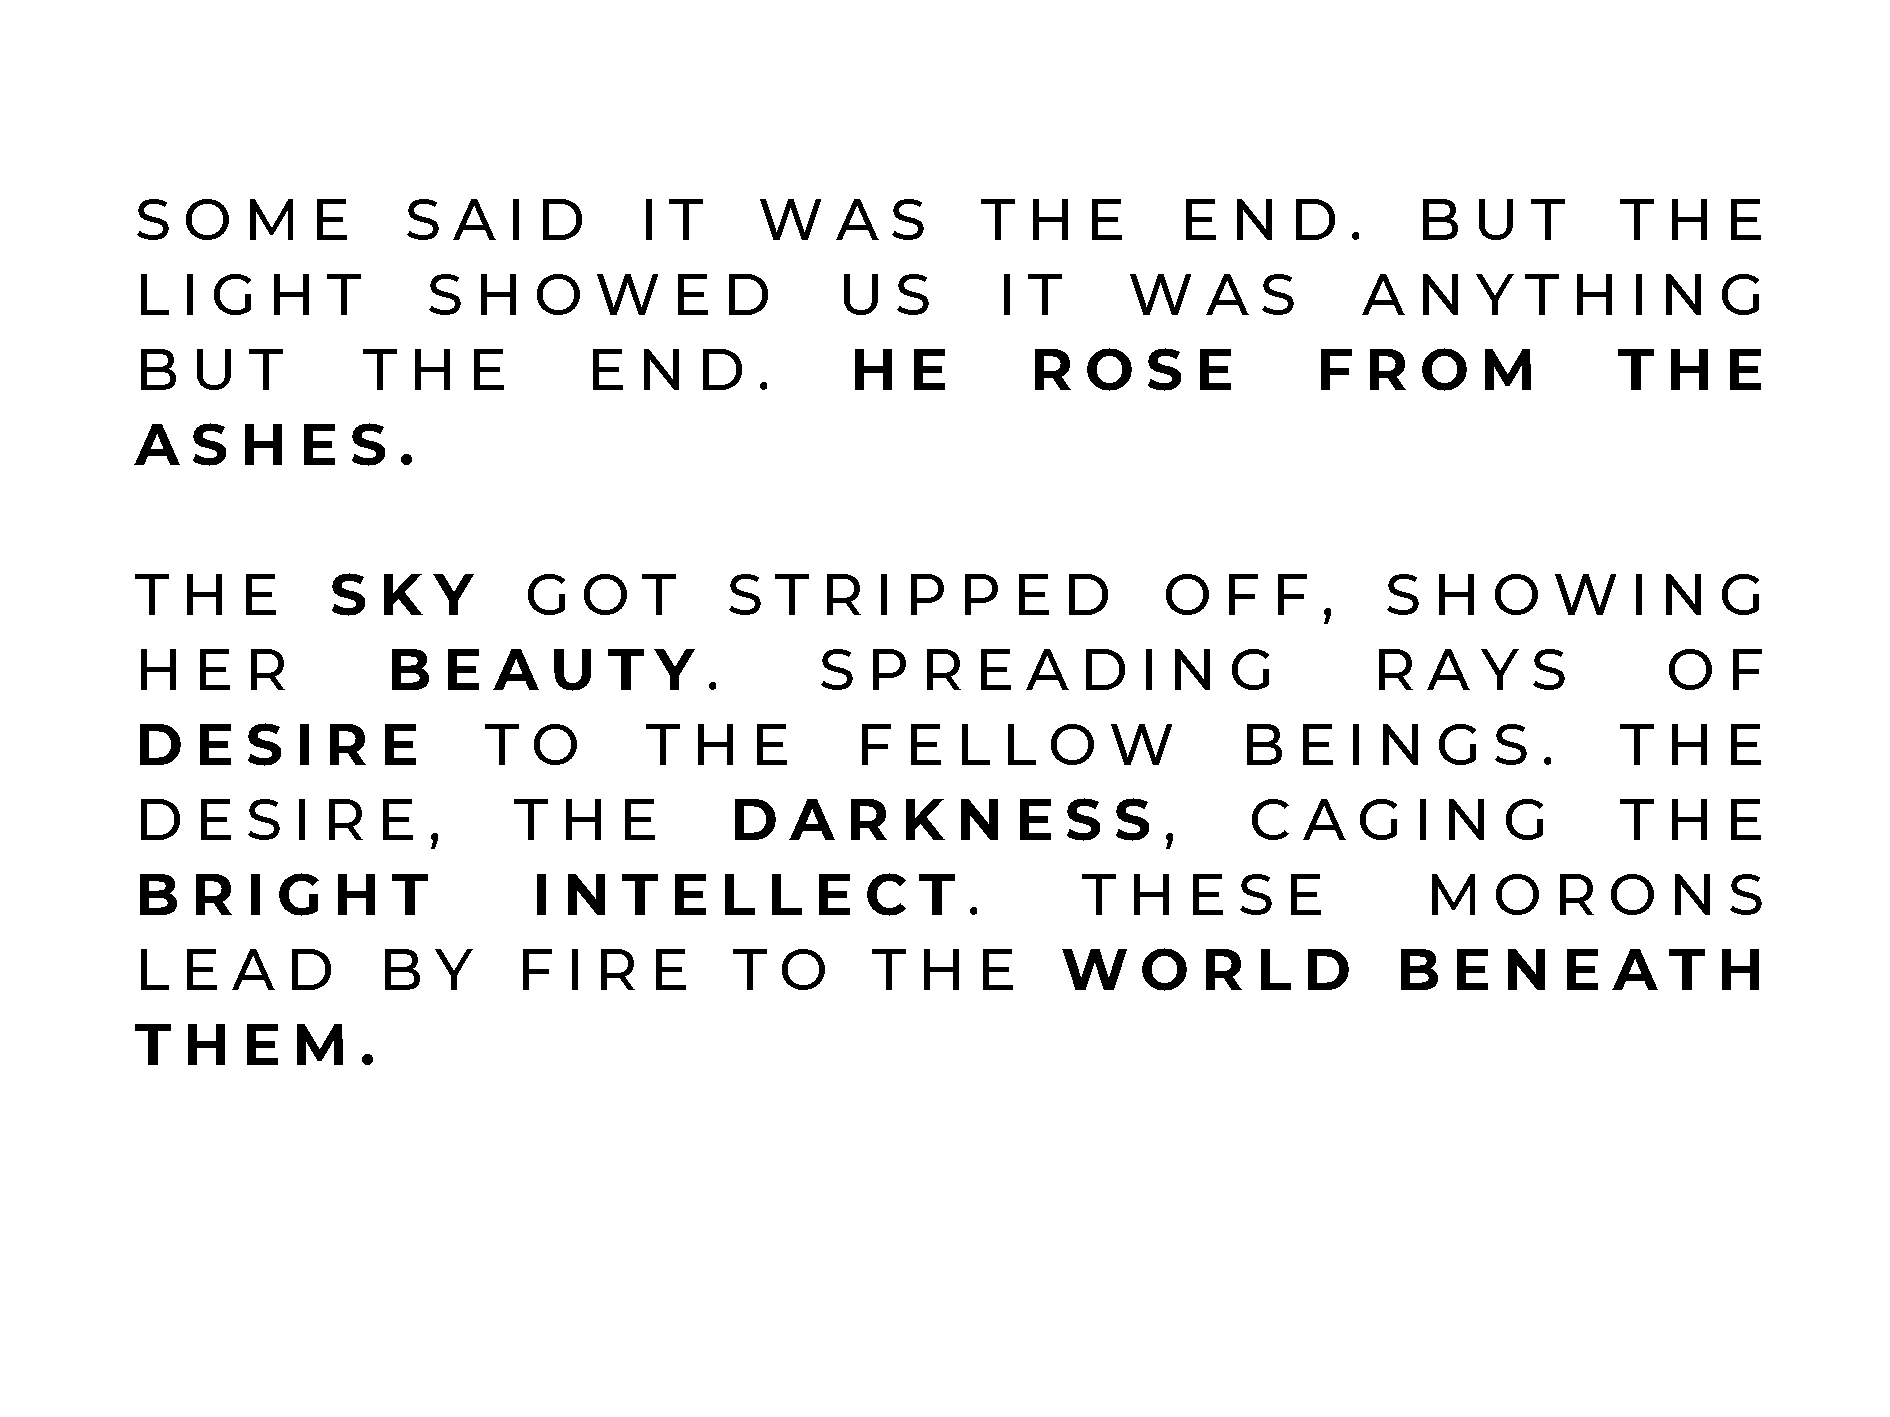 SOME SAID IT WAS THE END. BUT THE
LIGHT SHOWED US IT WAS ANYTHING
BUT THE END. HE ROSE FROM THE
ASHES.
THE SKY GOT STRIPPED OFF, SHOWING
HER BEAUTY. SPREADING RAYS OF
DESIRE TO THE FELLOW BEINGS. THE
DESIRE, THE DARKNESS, CAGING THE
BRIGHT INTELLECT. THESE MORONS
LEAD BY FIRE TO THE WORLD BENEATH
THEM.